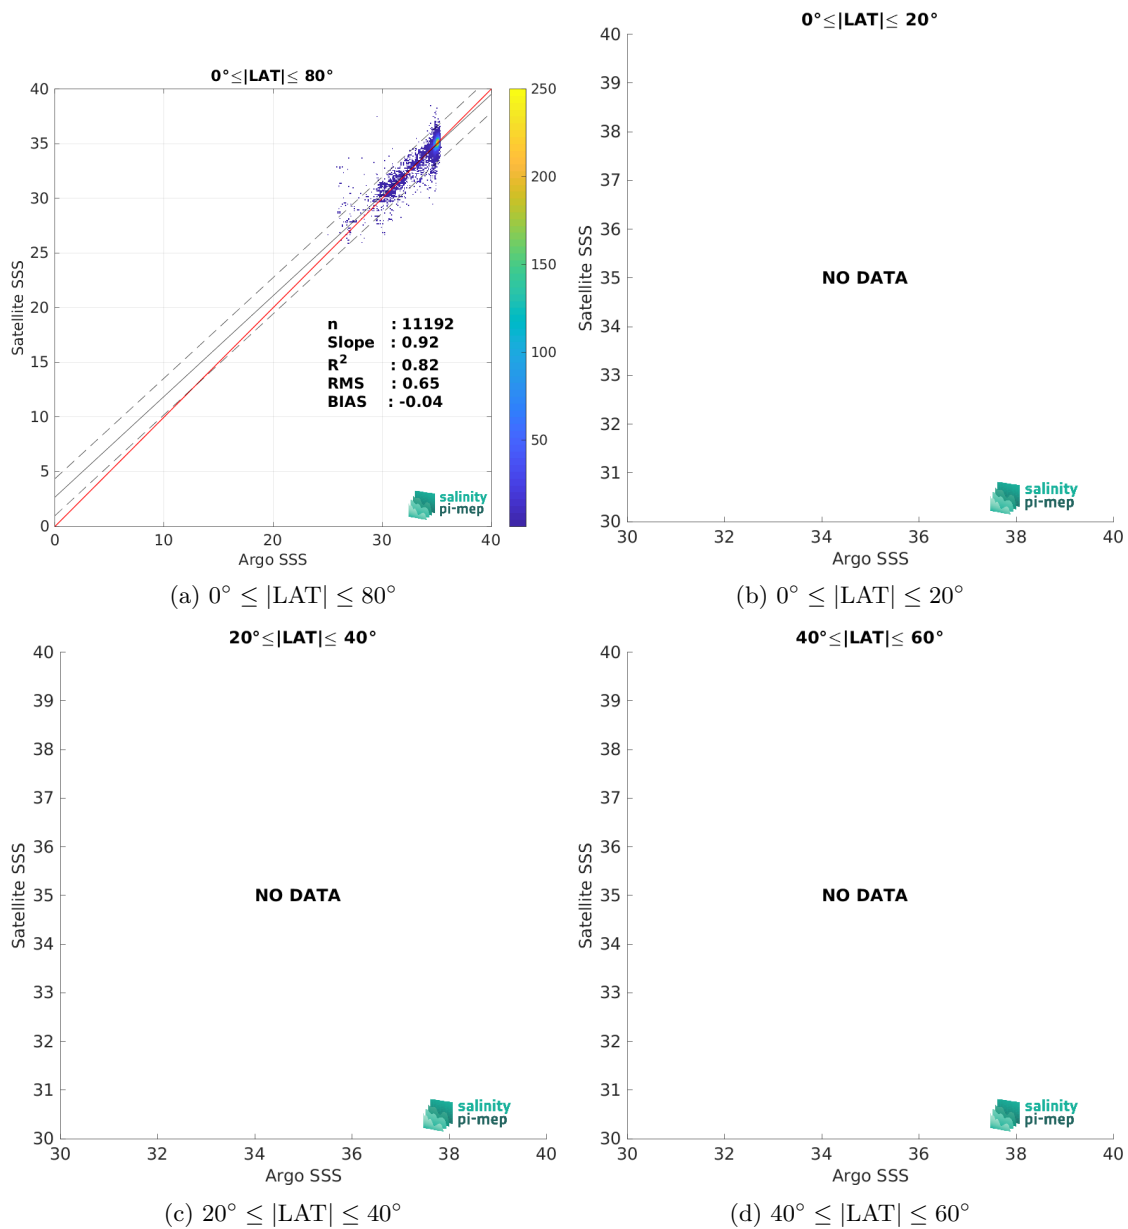 0°≤|LAT|≤ 80°
40
35
30
25
20
15
10
5
0
Satellite SSS
0
10
20
30
40
Argo SSS
250
200
150
100
50
n : 11192
Slope : 0.92
R² : 0.82
RMS : 0.65
BIAS : -0.04
salinity
pi-mep
(a) 0° ≤ |LAT| ≤ 80°
0°≤|LAT|≤ 20°
40
39
38
37
36
35
34
33
32
31
30
Satellite SSS
NO DATA
salinity
pi-mep
30
32
34
36
38
40
Argo SSS
(b) 0° ≤ |LAT| ≤ 20°
20°≤|LAT|≤ 40°
40
39
38
37
36
35
34
33
32
31
30
Satellite SSS
NO DATA
salinity
pi-mep
30
32
34
36
38
40
Argo SSS
(c) 20° ≤ |LAT| ≤ 40°
40°≤|LAT|≤ 60°
40
39
38
37
36
35
34
33
32
31
30
Satellite SSS
NO DATA
salinity
pi-mep
30
32
34
36
38
40
Argo SSS
(d) 40° ≤ |LAT| ≤ 60°